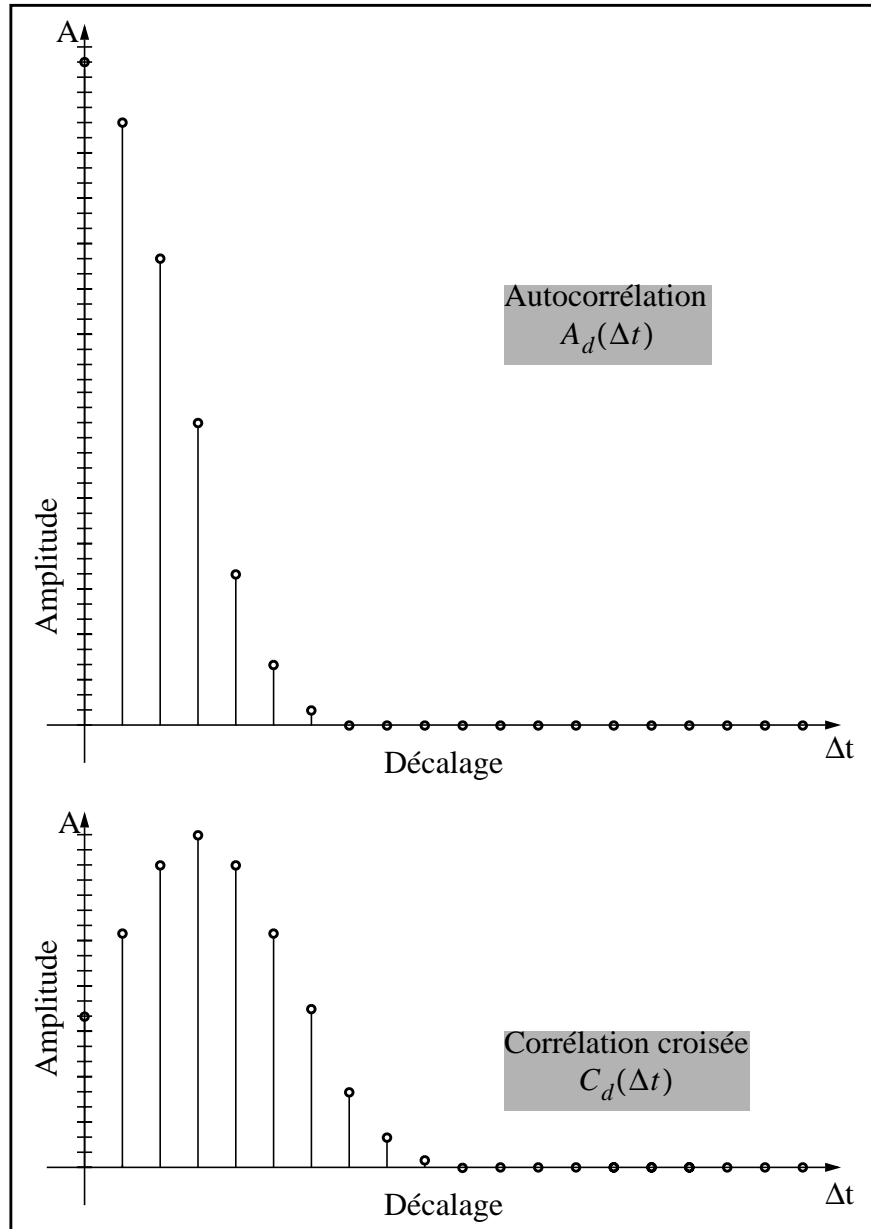 A
Autocorrélation
A_d(Δt)
Amplitude
Δt
Décalage
A
Amplitude
Corrélation croisée
C_d(Δt)
Δt
Décalage